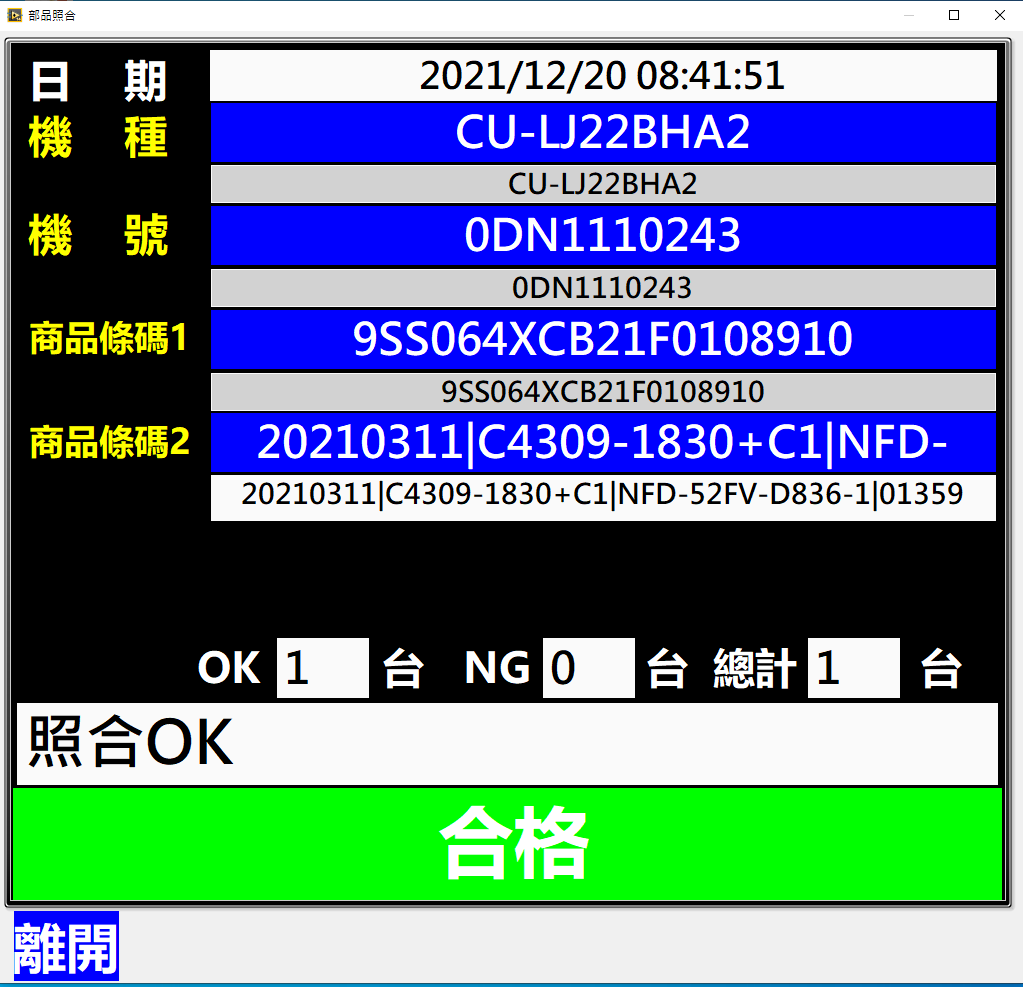 部品照合
日 期 2021/12/20 08:41:51
機 種 CU-LJ22BHA2
CU-LJ22BHA2
機 號 0DN1110243
0DN1110243
商品條碼1 9SS064XCB21F0108910
9SS064XCB21F0108910
商品條碼2 20210311|C4309-1830+C1|NFD-
20210311|C4309-1830+C1|NFD-52FV-D836-1|01359
OK 1 台 NG 0 台 總計 1 台
照合OK
合格
離開